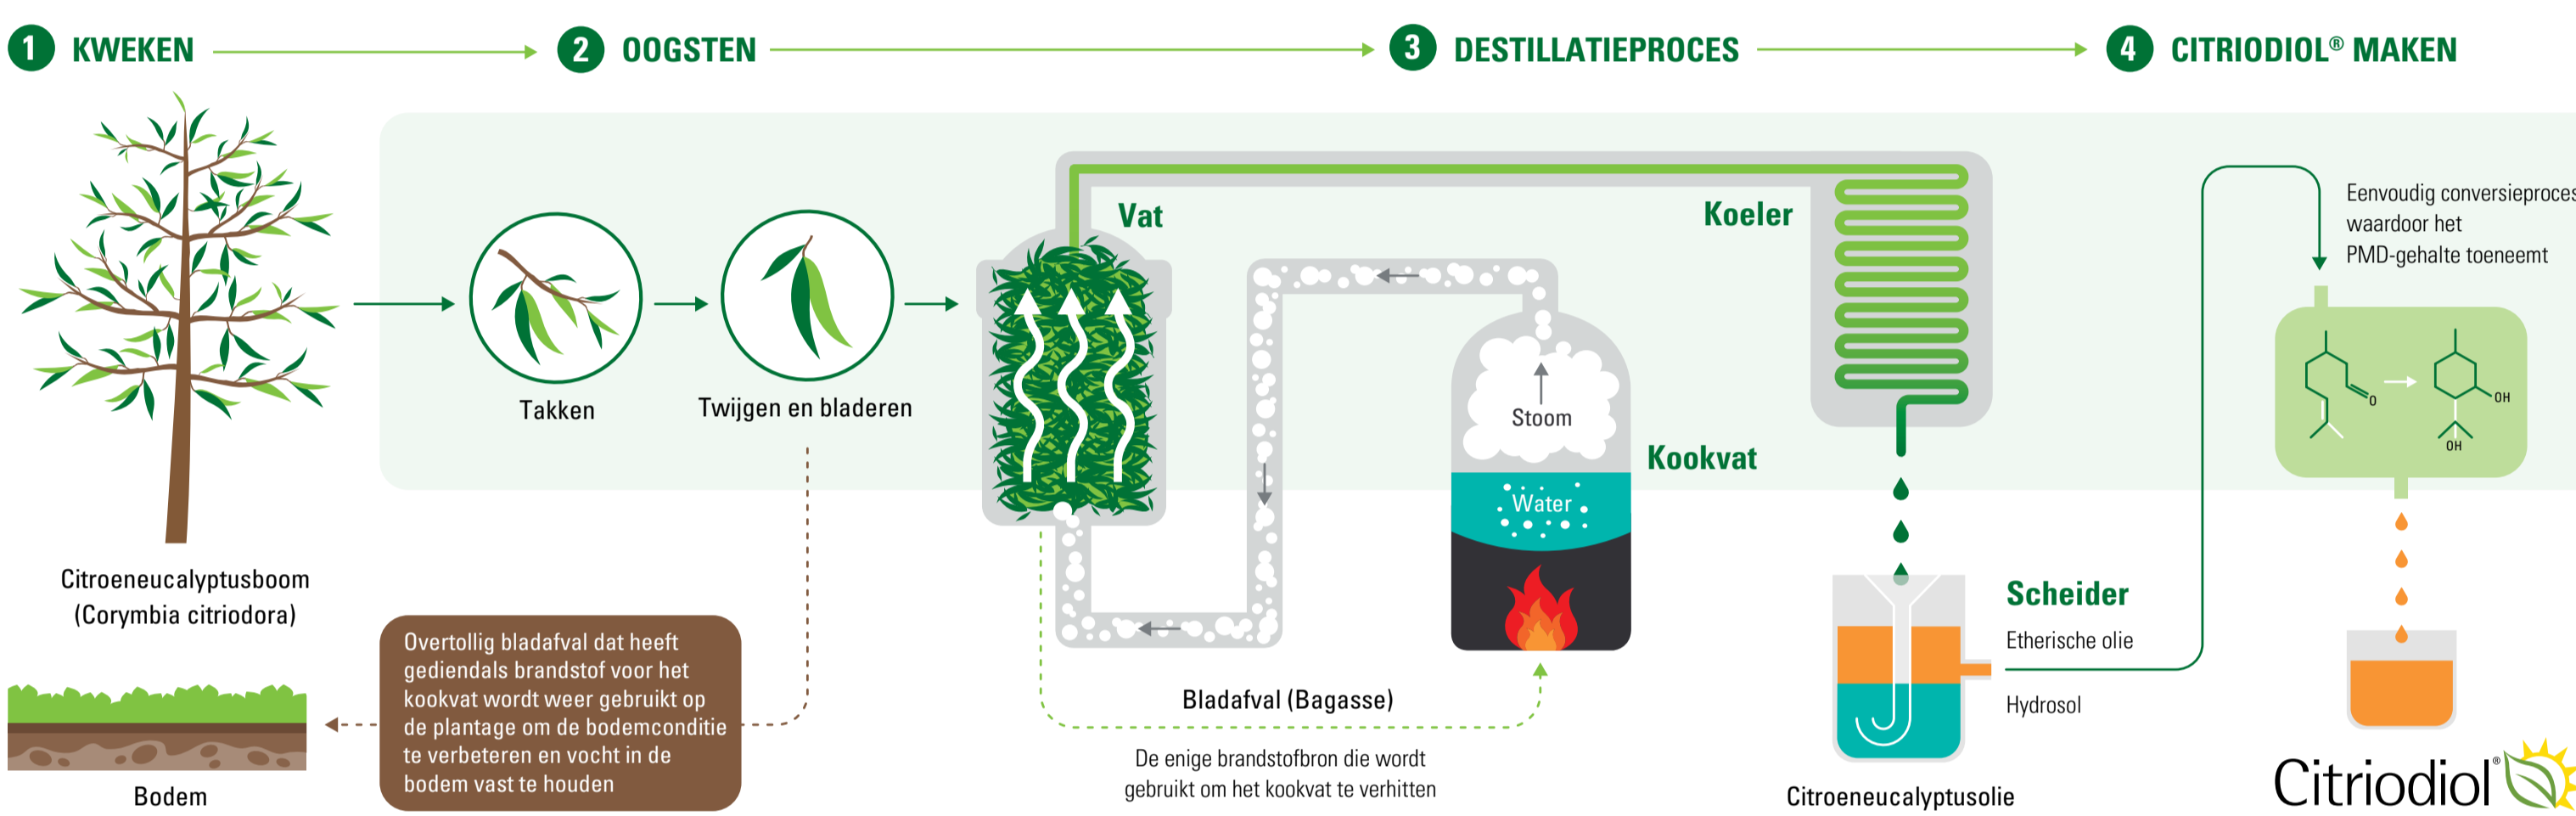 1 KWEKEN
2 OOGSTEN
3 DESTILLATIEPROCES
4 CITRIODIOL® MAKEN
Citroeneucalyptusboom
(Corymbia citriodora)
Bodem
Takken
Twijgen en bladeren
Overtollig bladafval dat heeft
gediendals brandstof voor het
kookvat wordt weer gebruikt op
de plantage om de bodemconditie
te verbeteren en vocht in de
bodem vast te houden
Vat
Stoom
Water
Kookvat
Bladafval (Bagasse)
De enige brandstofbron die wordt
gebruikt om het kookvat te verhitten
Koeler
Scheider
Etherische olie
Hydrosol
Citroeneucalyptusolie
Eenvoudig conversieproces
waardoor het
PMD-gehalte toeneemt
O
OH
OH
Citriodiol®